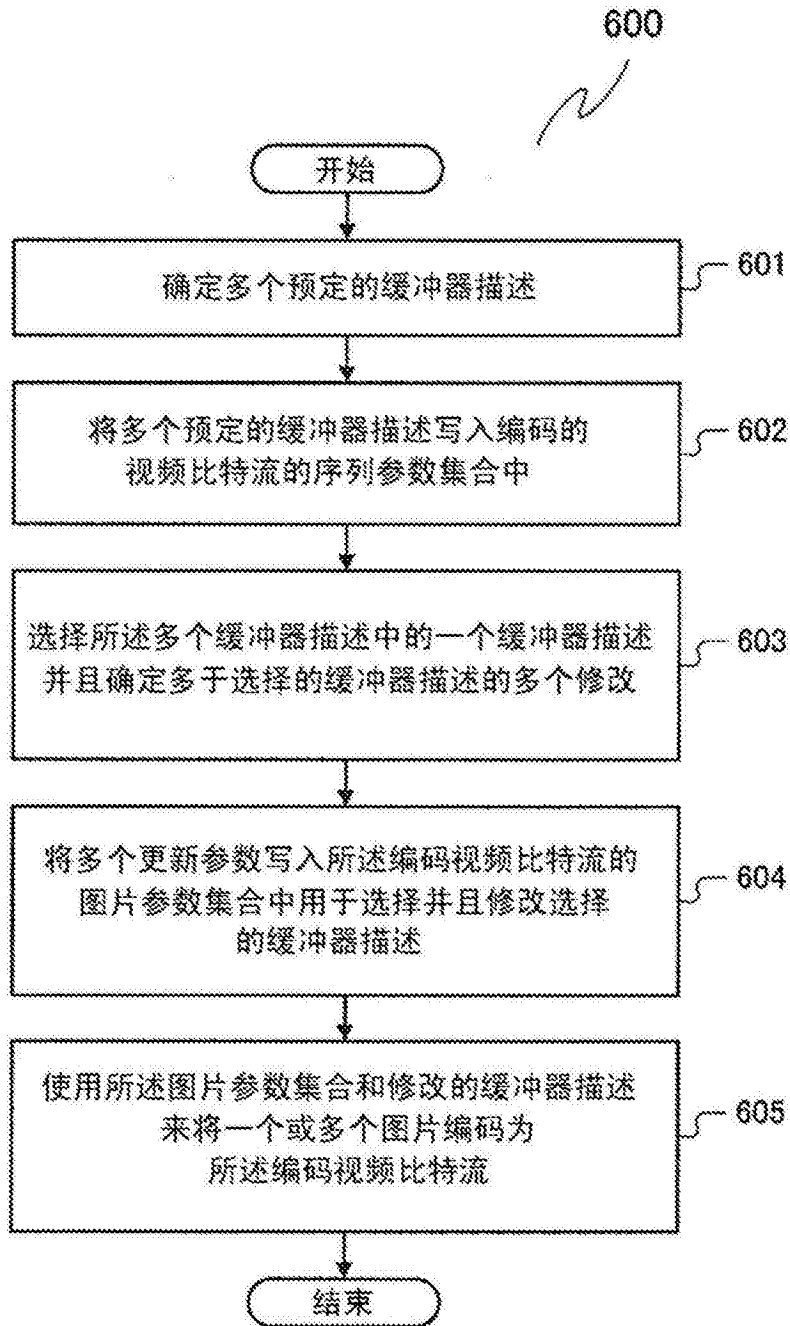 600
开始
确定多个预定的缓冲器描述
601
将多个预定的缓冲器描述写入编码的
视频比特流的序列参数集合中
602
选择所述多个缓冲器描述中的一个缓冲器描述
并且确定多于选择的缓冲器描述的多个修改
603
将多个更新参数写入所述编码视频比特流的
图片参数集合中用于选择并且修改选择
的缓冲器描述
604
使用所述图片参数集合和修改的缓冲器描述
来将一个或多个图片编码为
所述编码视频比特流
605
结束